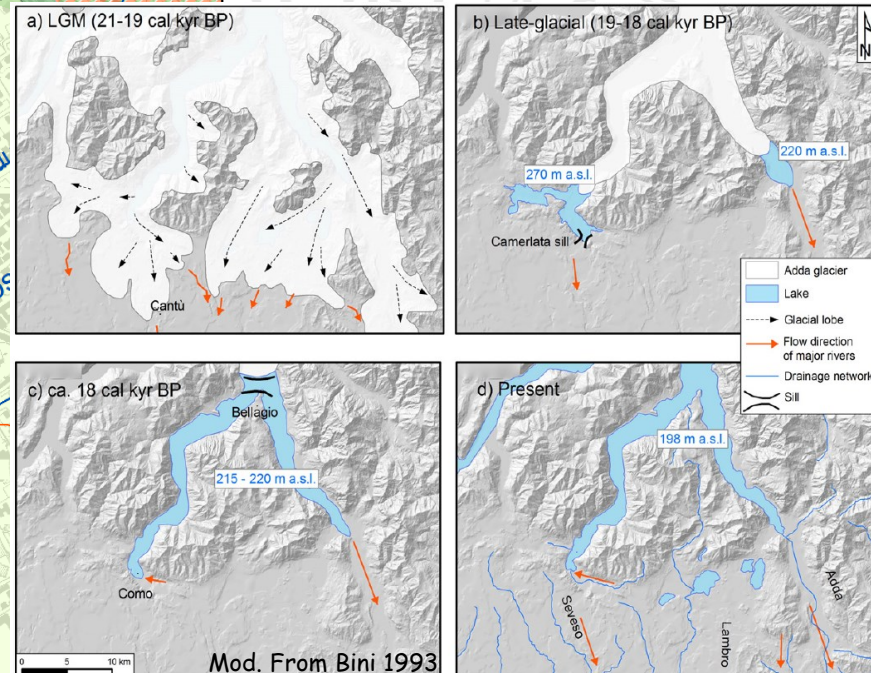 a) LGM (21-19 cal kyr BP)
Cantù
b) Late-glacial (19-18 cal kyr BP)
N
220 m a.s.l.
270 m a.s.l.
Camerlata sill
Adda glacier
Lake
Glacial lobe
Flow direction
of major rivers
Drainage network
Sill
c) ca. 18 cal kyr BP
Bellagio
215 - 220 m a.s.l.
Como
0 5 10 km
Mod. From Bini 1993
d) Present
198 m a.s.l.
Seveso
Lambro
Adda